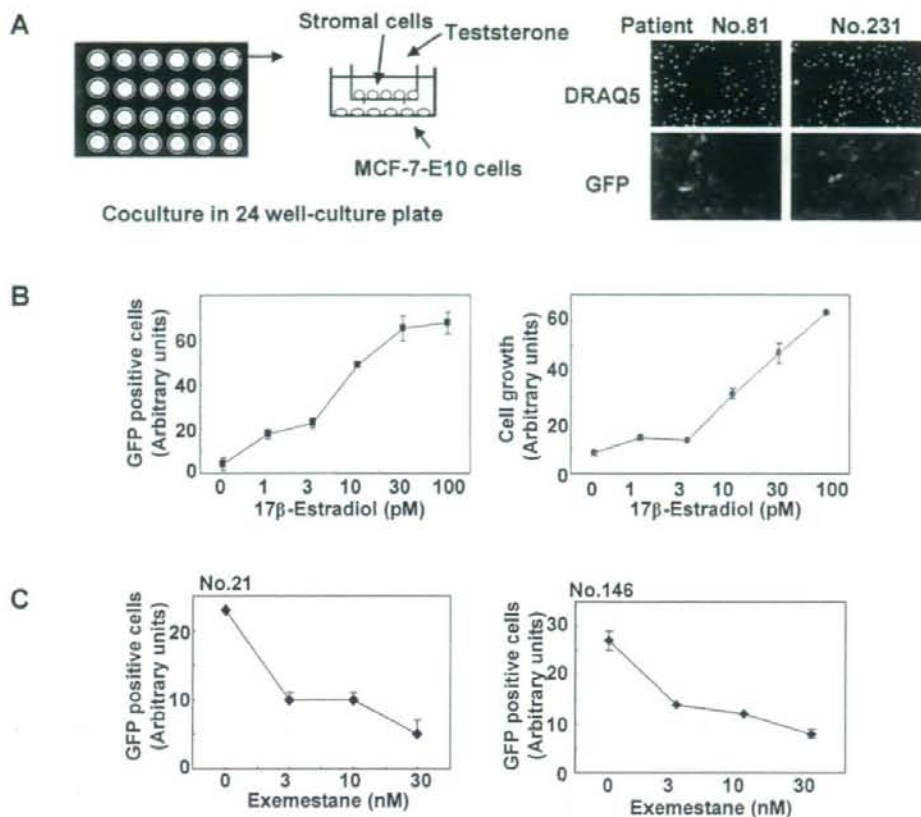 A
Stromal cells
Teststerone
MCF-7-E10 cells
Coculture in 24 well-culture plate
Patient No.81 No.231
DRAQ5
GFP
B
GFP positive cells
(Arbitrary units)
60
40
20
0
0 1 3 10 30 100
17β-Estradiol (pM)
Cell growth
(Arbitrary units)
60
40
20
0
0 1 3 10 30 100
17β-Estradiol (pM)
C
No.21
GFP positive cells
(Arbitrary units)
20
10
0
0 3 10 30
Exemestane (nM)
No.146
GFP positive cells
(Arbitrary units)
30
20
10
0
0 3 10 30
Exemestane (nM)